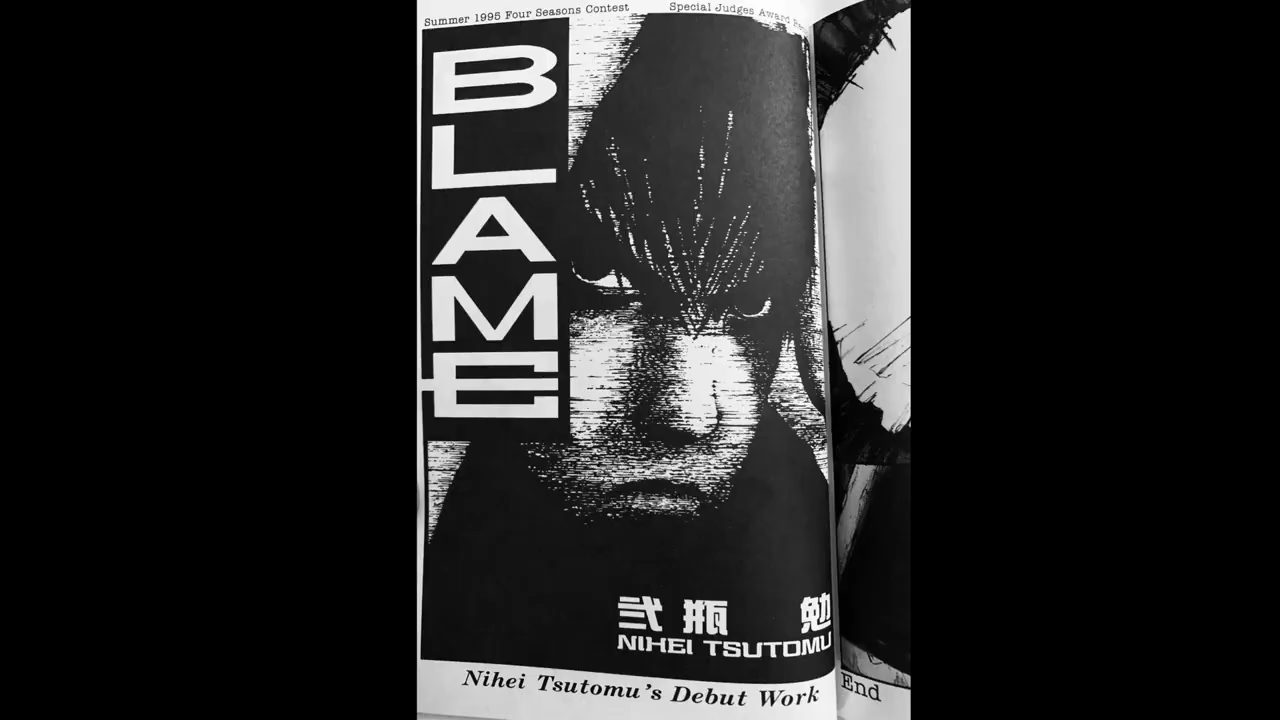 Summer 1995 Four Seasons Contest
Special Judges Award
BLAME
弐瓶 勉
NIHEI TSUTOMU
Nihei Tsutomu's Debut Work
End